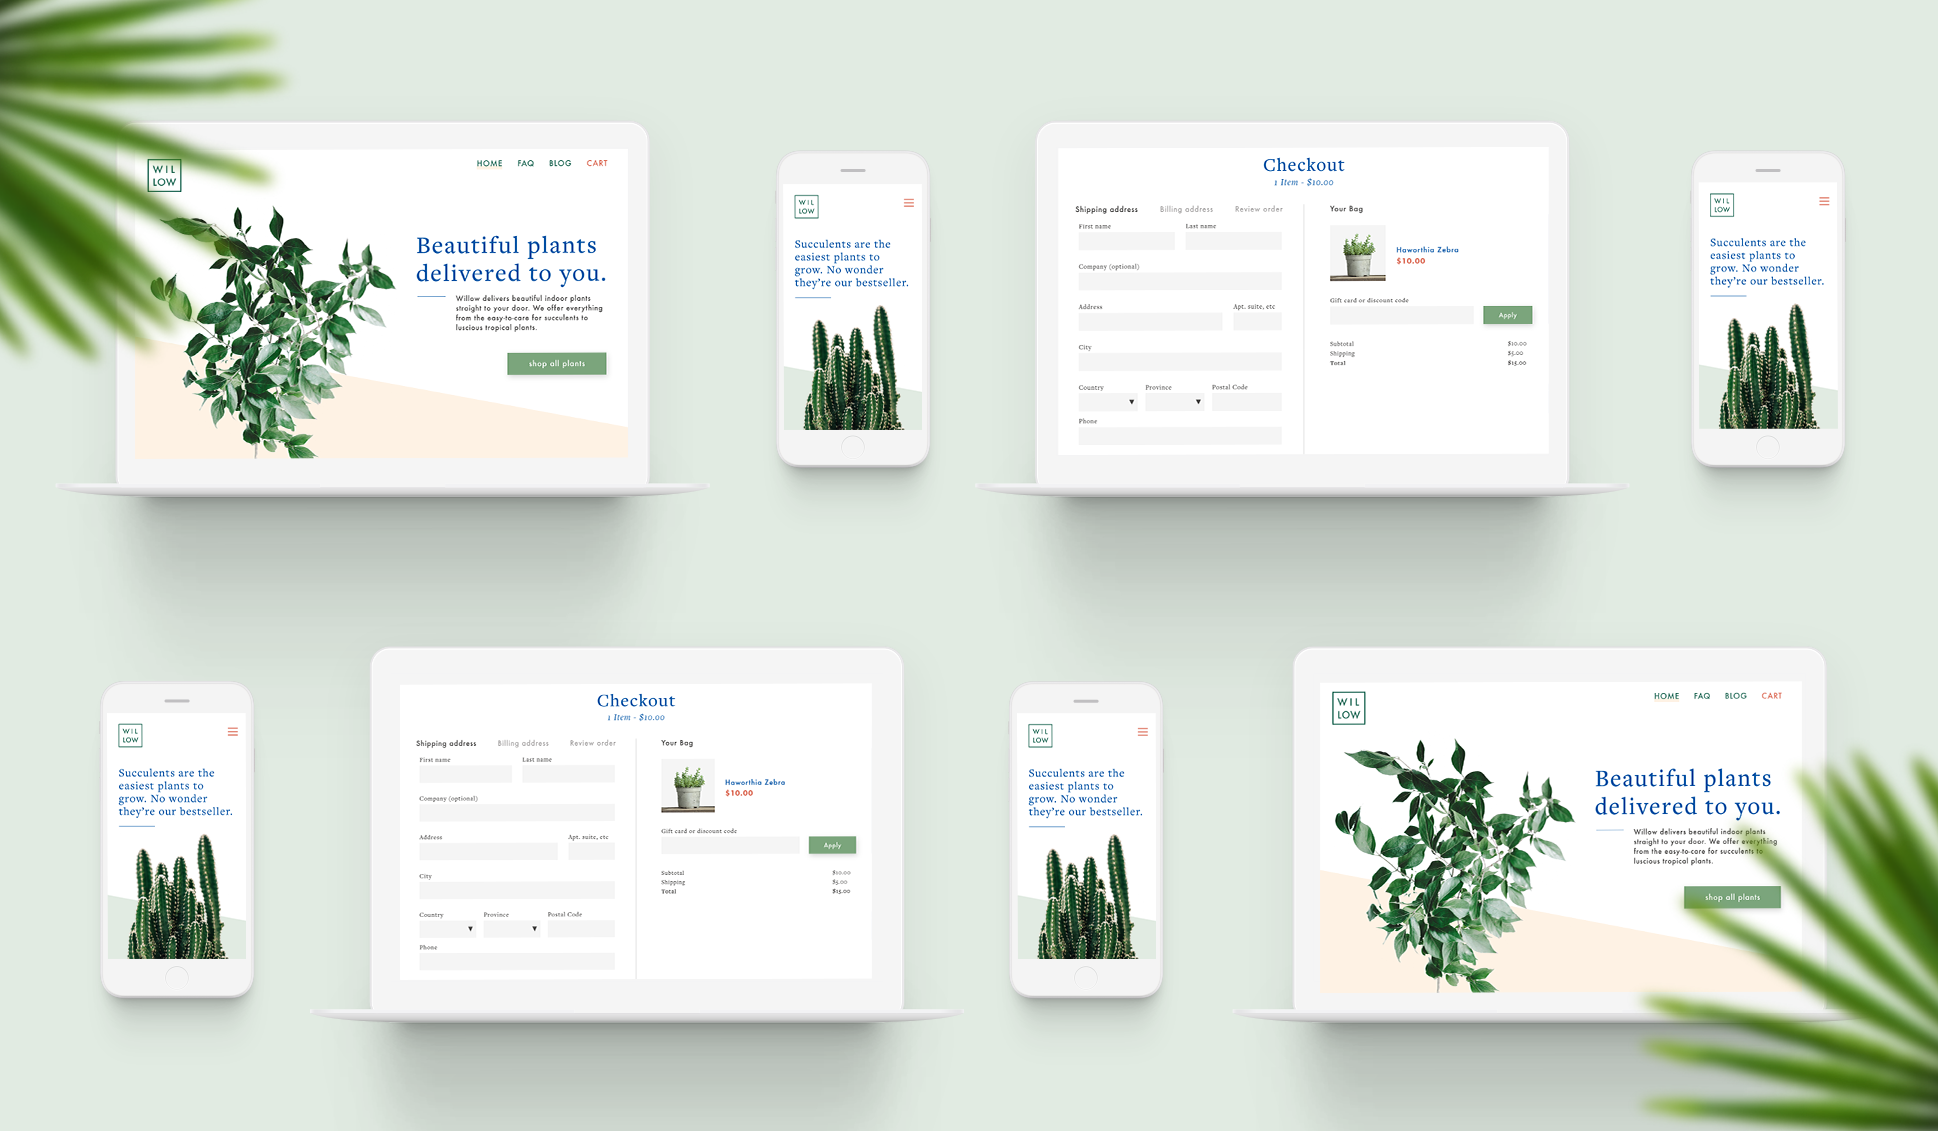 WIL
LOW
HOME FAQ BLOG CART
Beautiful plants
delivered to you.
Willow delivers beautiful indoor plants
straight to your door. We offer everything
from the easy-to-care for succulents to
luscious tropical plants.
shop all plants
WIL
LOW
Succulents are the
easiest plants to
grow. No wonder
they're our bestseller.
Checkout
1 Item - $10.00
Shipping address Billing address Review order
First name Last name
Company (optional)
Address Apt. suite, etc
City
Country Province Postal Code
Phone
Your Bag
Haworthia Zebra
$10.00
Gift card or discount code
Apply
Subtotal $10.00
Shipping $5.00
Total $15.00
WIL
LOW
Succulents are the
easiest plants to
grow. No wonder
they're our bestseller.
WIL
LOW
Succulents are the
easiest plants to
grow. No wonder
they're our bestseller.
Checkout
1 Item - $10.00
Shipping address Billing address Review order
First name Last name
Company (optional)
Address Apt. suite, etc
City
Country Province Postal Code
Phone
Your Bag
Haworthia Zebra
$10.00
Gift card or discount code
Apply
Subtotal $10.00
Shipping $5.00
Total $15.00
WIL
LOW
Succulents are the
easiest plants to
grow. No wonder
they're our bestseller.
WIL
LOW
HOME FAQ BLOG CART
Beautiful plants
delivered to you.
Willow delivers beautiful indoor plants
straight to your door. We offer everything
from the easy-to-care for succulents to
luscious tropical plants.
shop all plants